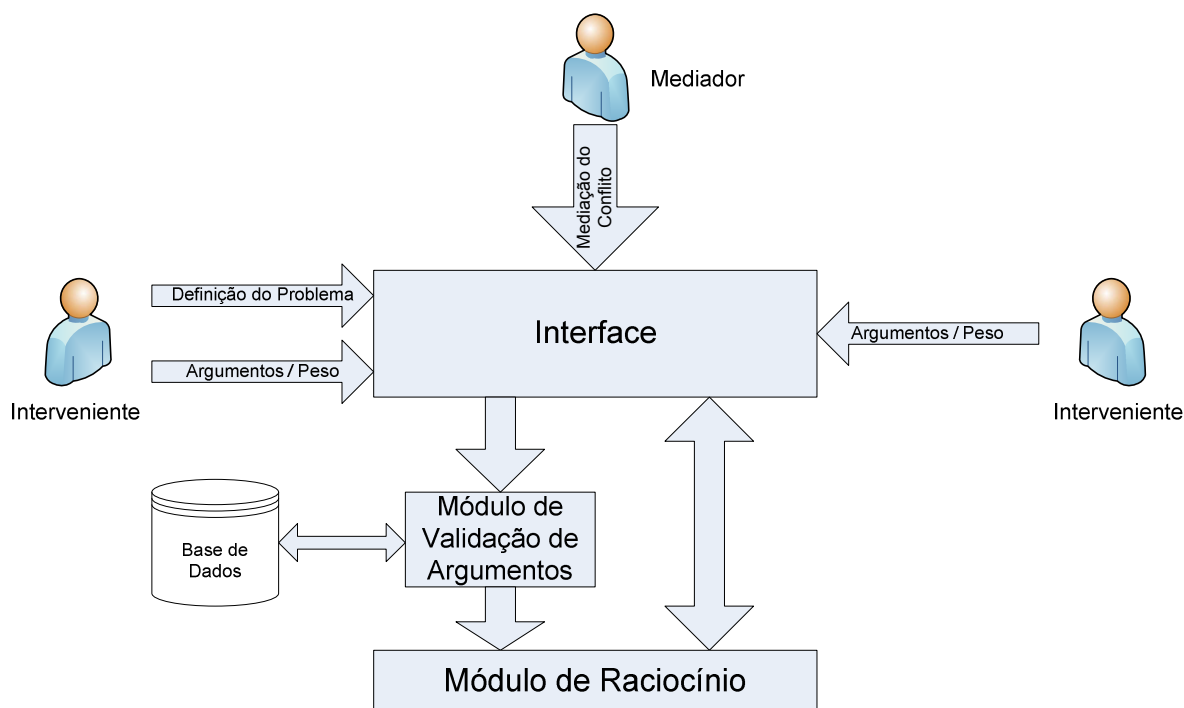 Mediador
Mediação do
Conflito
Definição do Problema
Interface
Argumentos / Peso
Argumentos / Peso
Interveniente
Interveniente
Módulo de
Validação de
Argumentos
Base de
Dados
Módulo de Raciocínio